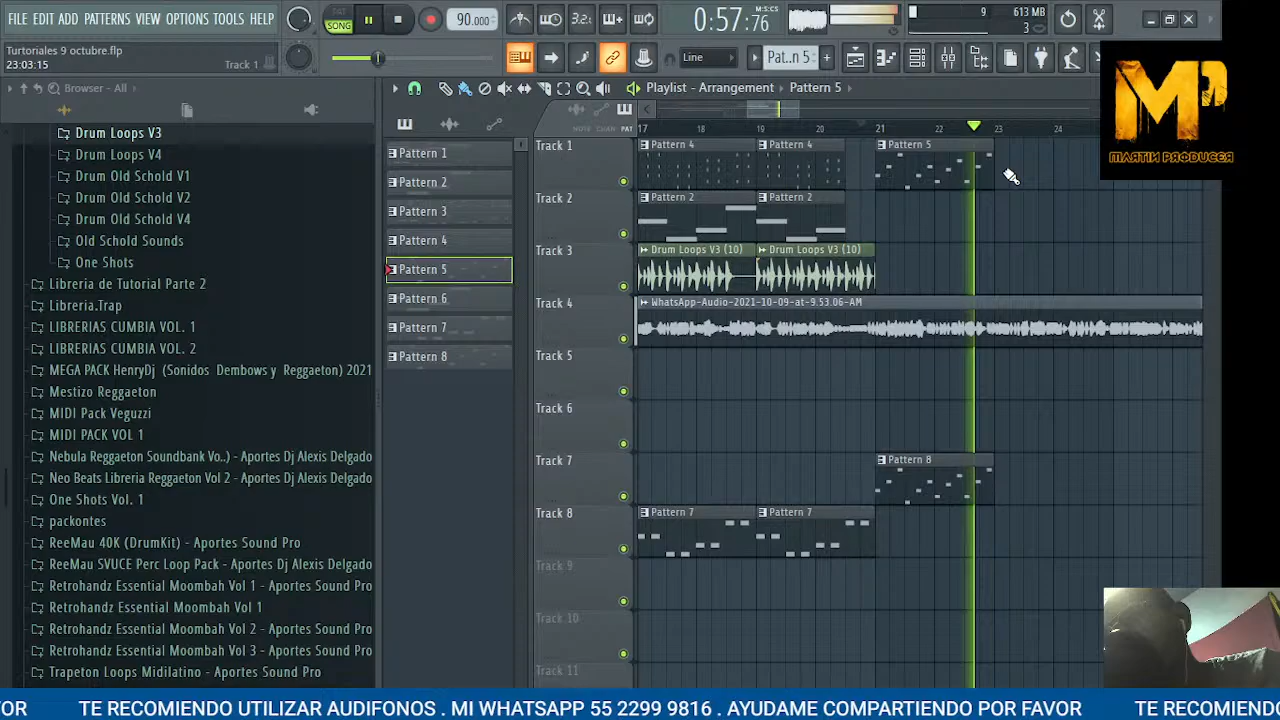 FILE EDIT ADD PATTERNS VIEW OPTIONS TOOLS HELP
PAT
SONG
90.000
3.2
0:57:76
M:S:CS
9
613 MB
3
Turtoriales 9 octubre.flp
23:03:15
Track 1
Line
Pat..n 5
Browser - All
Playlist - Arrangement
Pattern 5
NOTE CHAN PAT
17 18 19 20 21 22 23 24
Drum Loops V3
Drum Loops V4
Drum Old Schold V1
Drum Old Schold V2
Drum Old Schold V4
Old Schold Sounds
One Shots
Libreria de Tutorial Parte 2
Libreria.Trap
LIBRERIAS CUMBIA VOL. 1
LIBRERIAS CUMBIA VOL. 2
MEGA PACK HenryDj (Sonidos Dembows y Reggaeton) 2021
Mestizo Reggaeton
MIDI Pack Veguzzi
MIDI PACK VOL 1
Nebula Reggaeton Soundbank Vo..) - Aportes Dj Alexis Delgado
Neo Beats Libreria Reggaeton Vol 2 - Aportes Dj Alexis Delgado
One Shots Vol. 1
packontes
ReeMau 40K (DrumKit) - Aportes Sound Pro
ReeMau SVUCE Perc Loop Pack - Aportes Dj Alexis Delgado
Retrohandz Essential Moombah Vol 1 - Aportes Sound Pro
Retrohandz Essential Moombah Vol 1
Retrohandz Essential Moombah Vol 2 - Aportes Sound Pro
Retrohandz Essential Moombah Vol 3 - Aportes Sound Pro
Trapeton Loops Midilatino - Aportes Sound Pro
Pattern 1
Pattern 2
Pattern 3
Pattern 4
Pattern 5
Pattern 6
Pattern 7
Pattern 8
Track 1
Pattern 4 Pattern 4 Pattern 5
Track 2
Pattern 2 Pattern 2
Track 3
Drum Loops V3 (10) Drum Loops V3 (10)
Track 4
WhatsApp-Audio-2021-10-09-at-9.53.06-AM
Track 5
Track 6
Track 7
Pattern 8
Track 8
Pattern 7 Pattern 7
Track 9
Track 10
Track 11
MP
MARTIN PRODUCER
OR TE RECOMIENDO UTILIZAR AUDIFONOS . MI WHATSAPP 55 2299 9816 . AYUDAME COMPARTIENDO POR FAVOR TE RECOMIEN